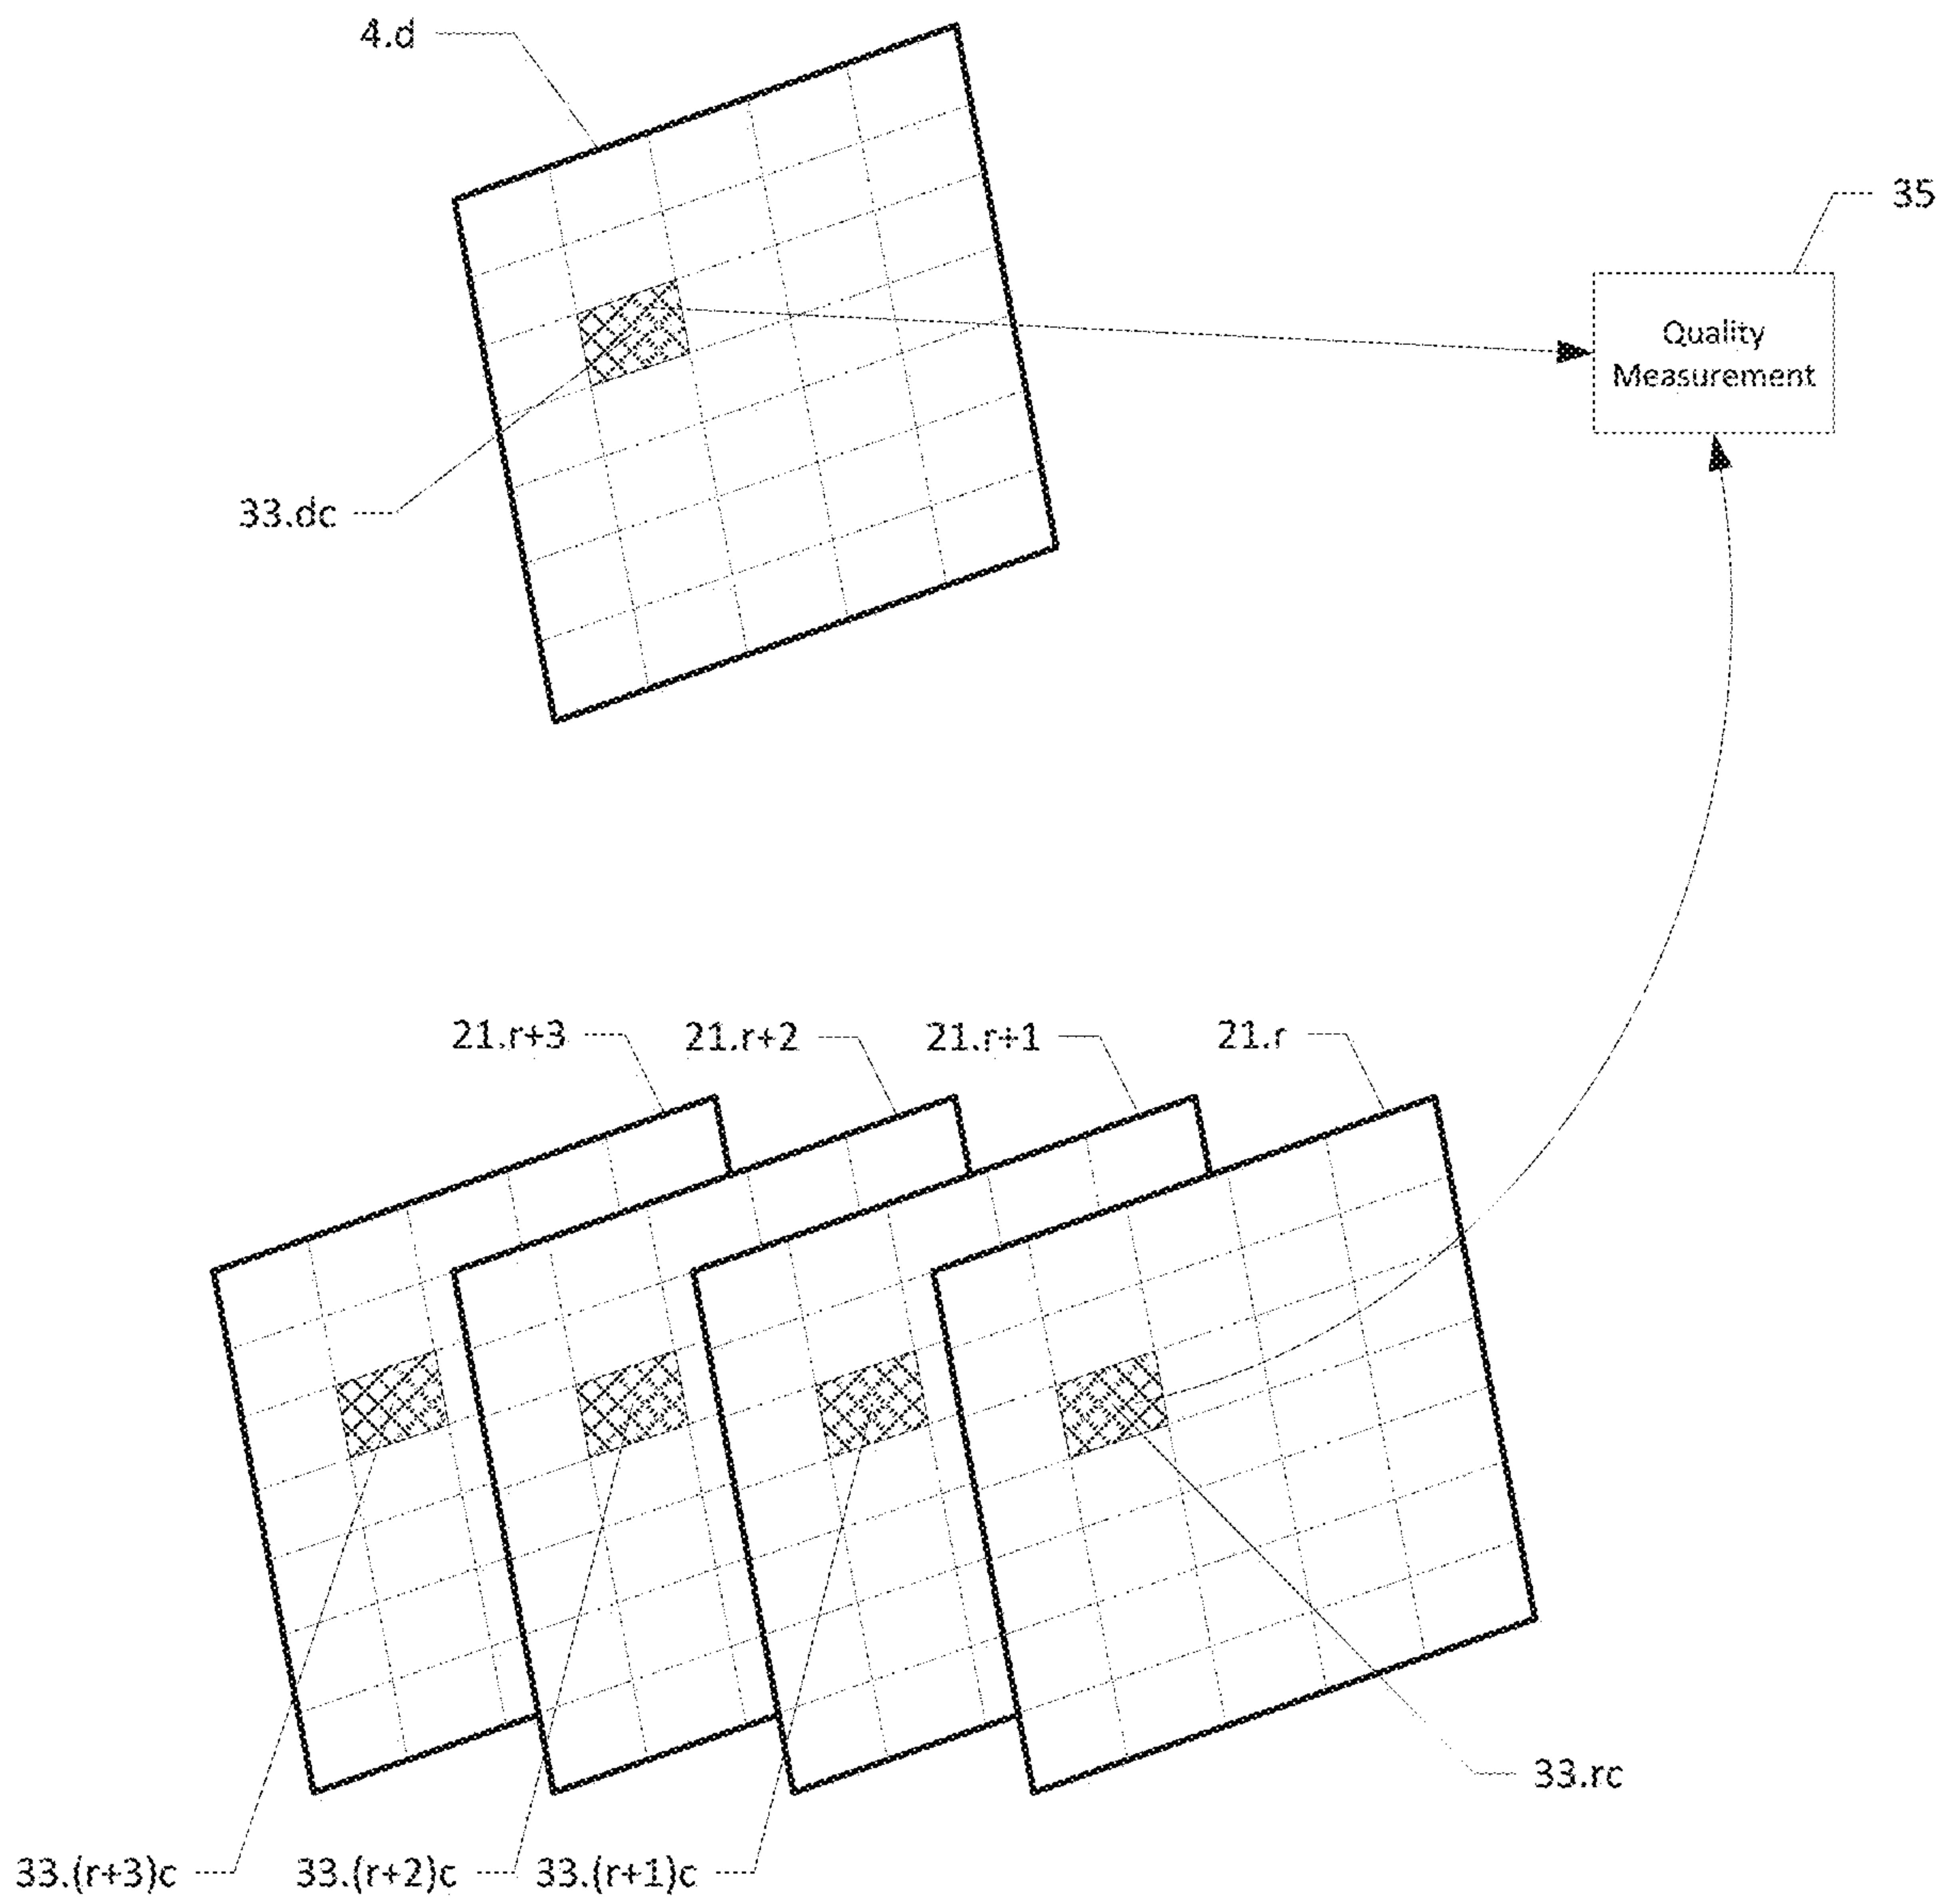 4.d
35
Quality
Measurement
33.dc
21.r+3
21.r+2
21.r+1
21.r
33.rc
33.(r+3)c
33.(r+2)c
33.(r+1)c